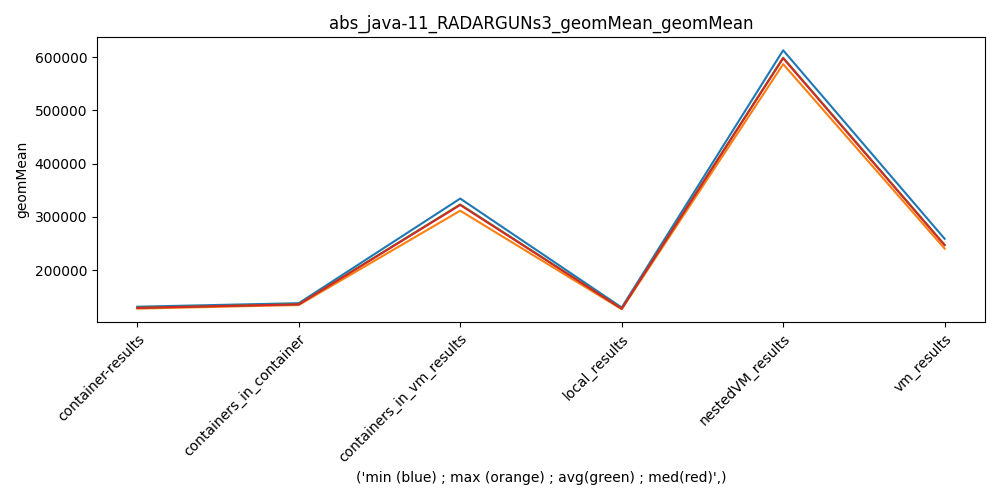 abs_java-11_RADARGUNs3_geomMean_geomMean
600000
500000
400000
300000
200000
geomMean
container-results
containers_in_container
containers_in_vm_results
local_results
nestedVM_results
vm_results
('min (blue) ; max (orange) ; avg(green) ; med(red)',)